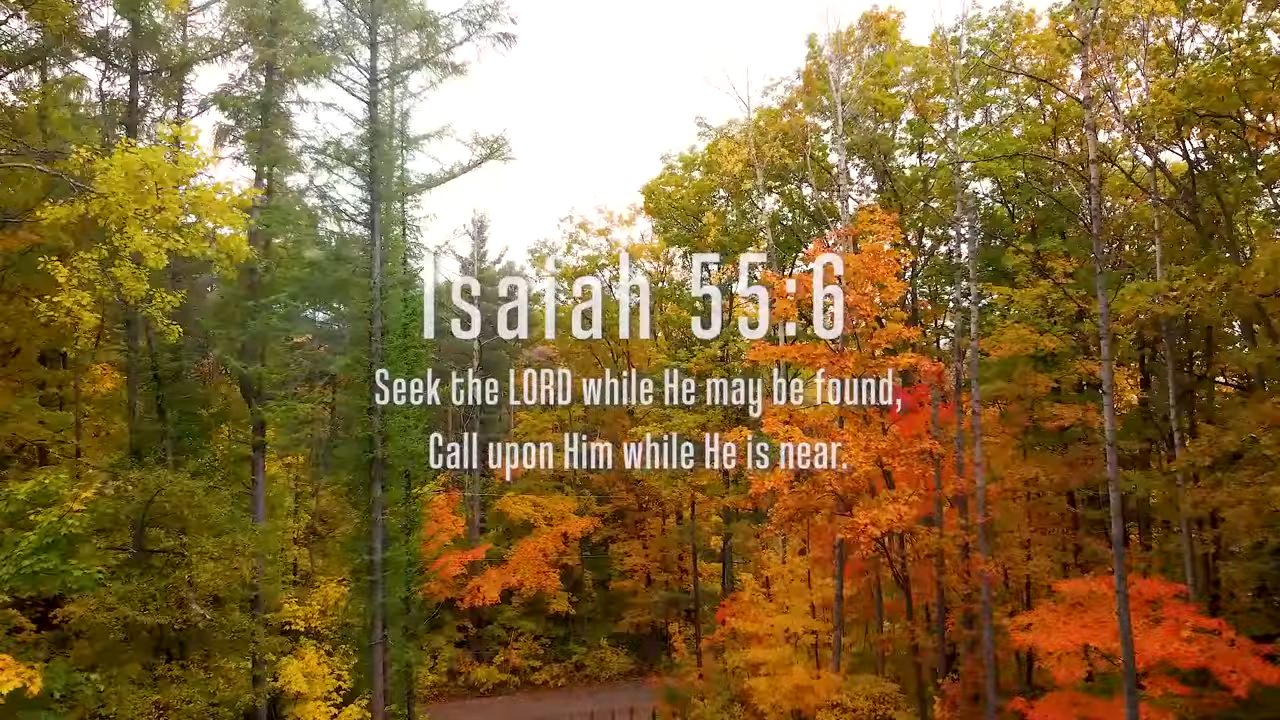 Isaiah 55:6
Seek the LORD while He may be found,
Call upon Him while He is near.